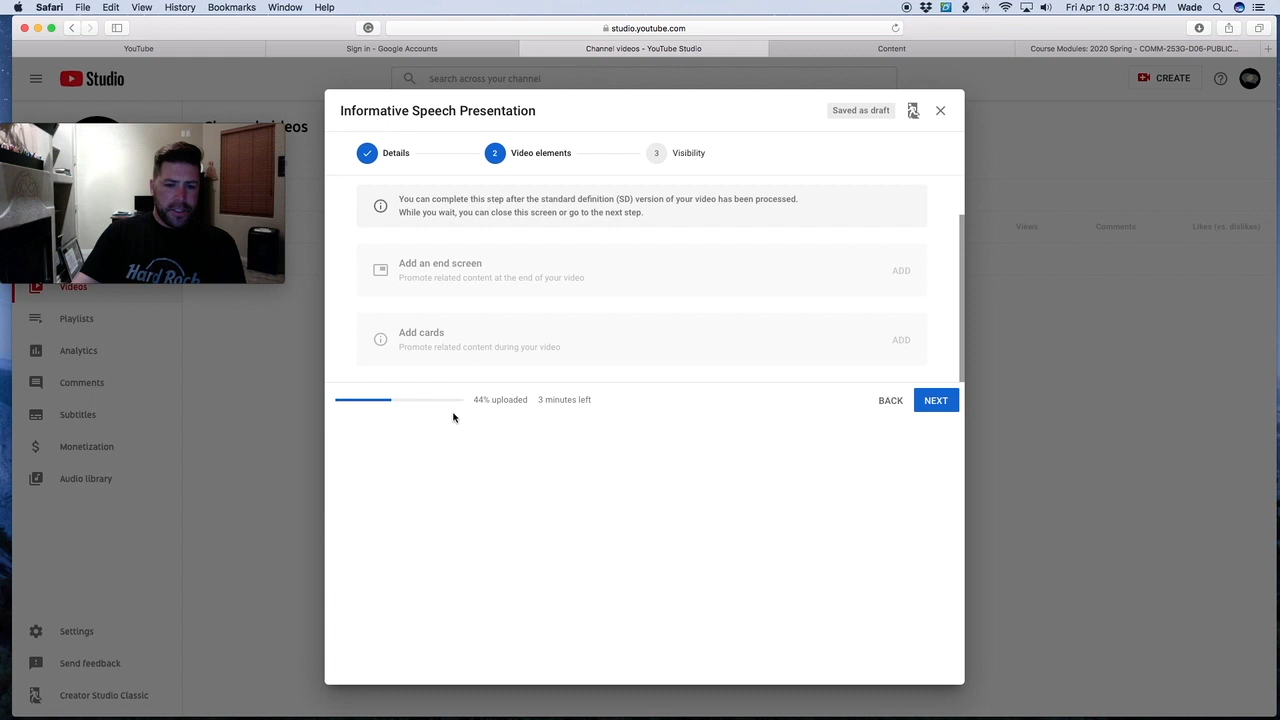 Safari File Edit View History Bookmarks Window Help
Fri Apr 10 8:37:04 PM Wade
studio.youtube.com
YouTube
Sign in - Google Accounts
Channel videos - YouTube Studio
Content
Course Modules: 2020 Spring - COMM-253G-D06-PUBLIC...
Studio
Search across your channel
CREATE
Informative Speech Presentation
Saved as draft
Details
2 Video elements
3 Visibility
You can complete this step after the standard definition (SD) version of your video has been processed.
While you wait, you can close this screen or go to the next step.
Views
Comments
Likes (vs. dislikes)
Add an end screen
Promote related content at the end of your video
ADD
Add cards
Promote related content during your video
ADD
44% uploaded 3 minutes left
BACK
NEXT
Hard Rock
Videos
Playlists
Analytics
Comments
Subtitles
Monetization
Audio library
Settings
Send feedback
Creator Studio Classic